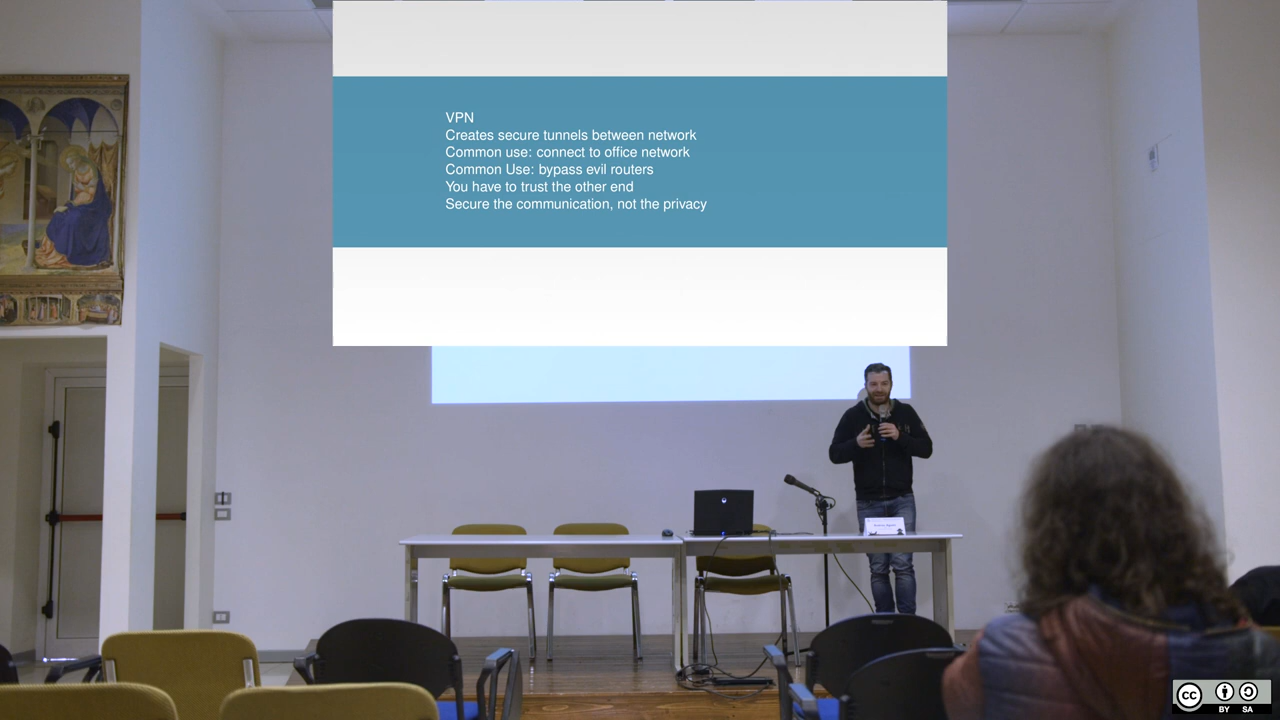 VPN
Creates secure tunnels between network
Common use: connect to office network
Common Use: bypass evil routers
You have to trust the other end
Secure the communication, not the privacy
cc
BY SA